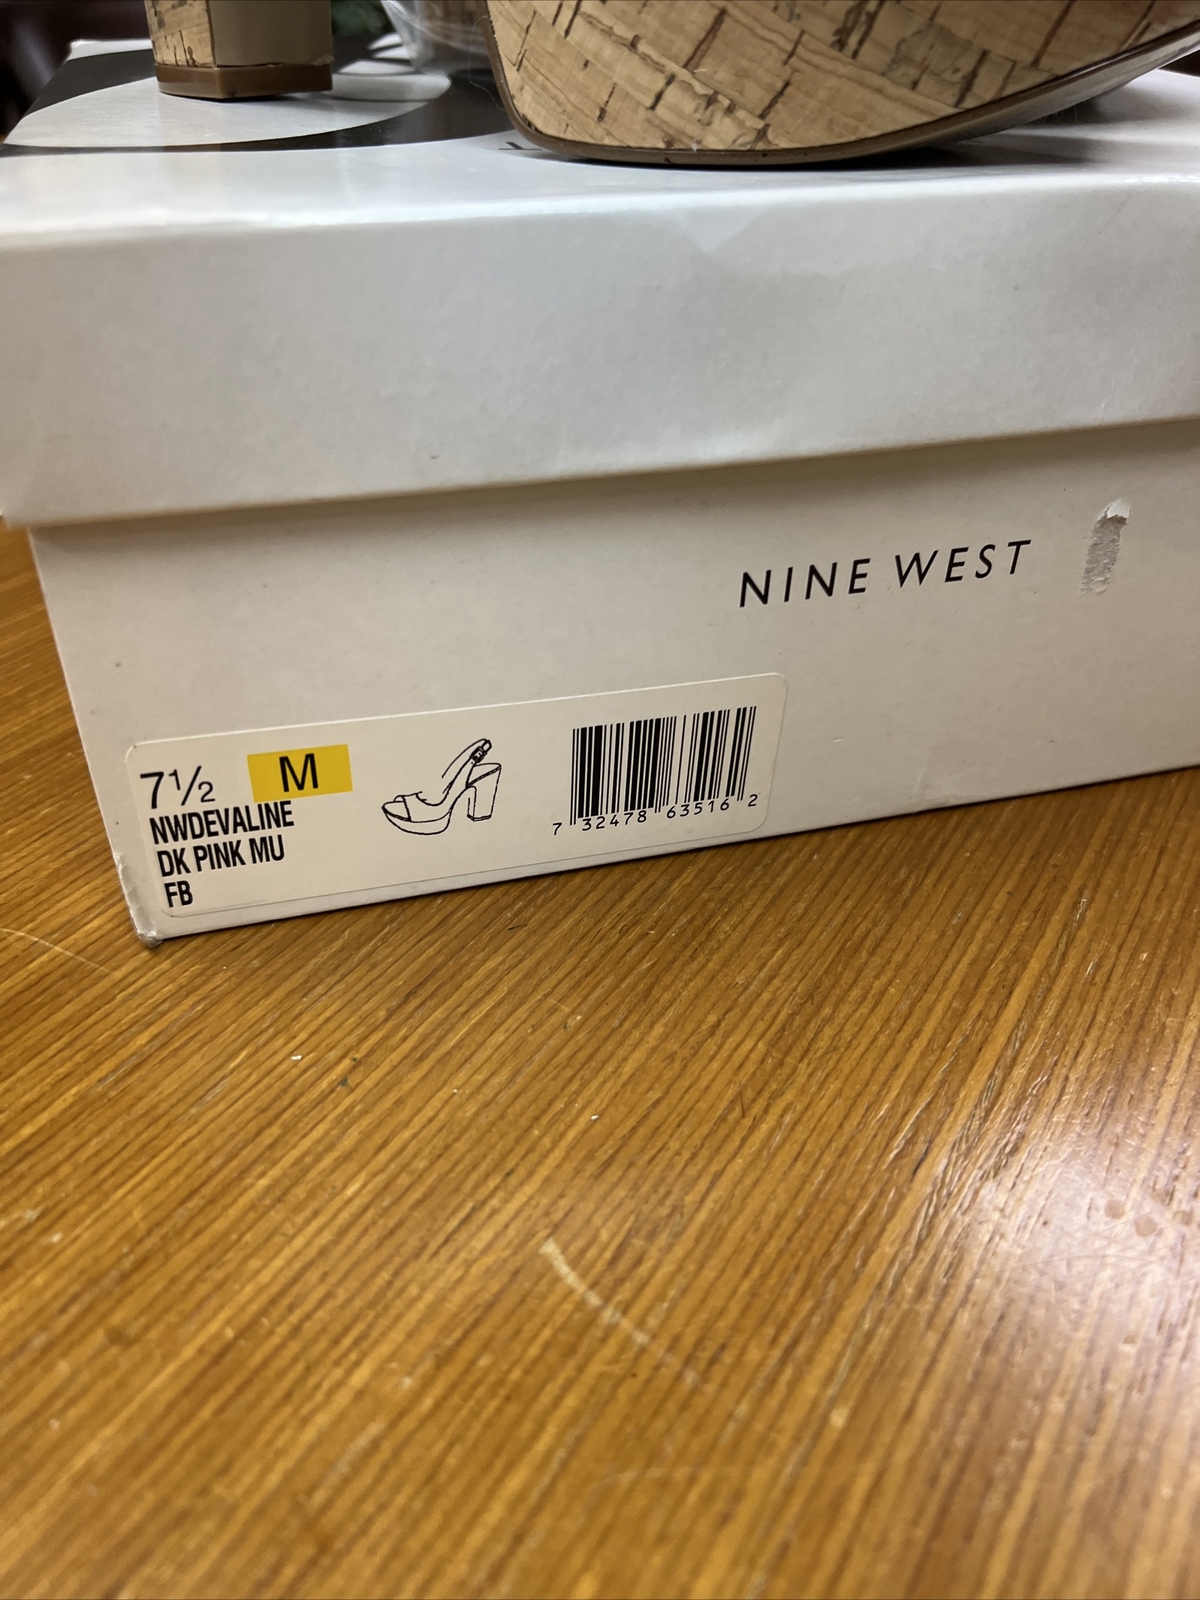 NINE WEST
7½ M
NWDEVALINE
DK PINK MU
FB
7 32478 63516 2